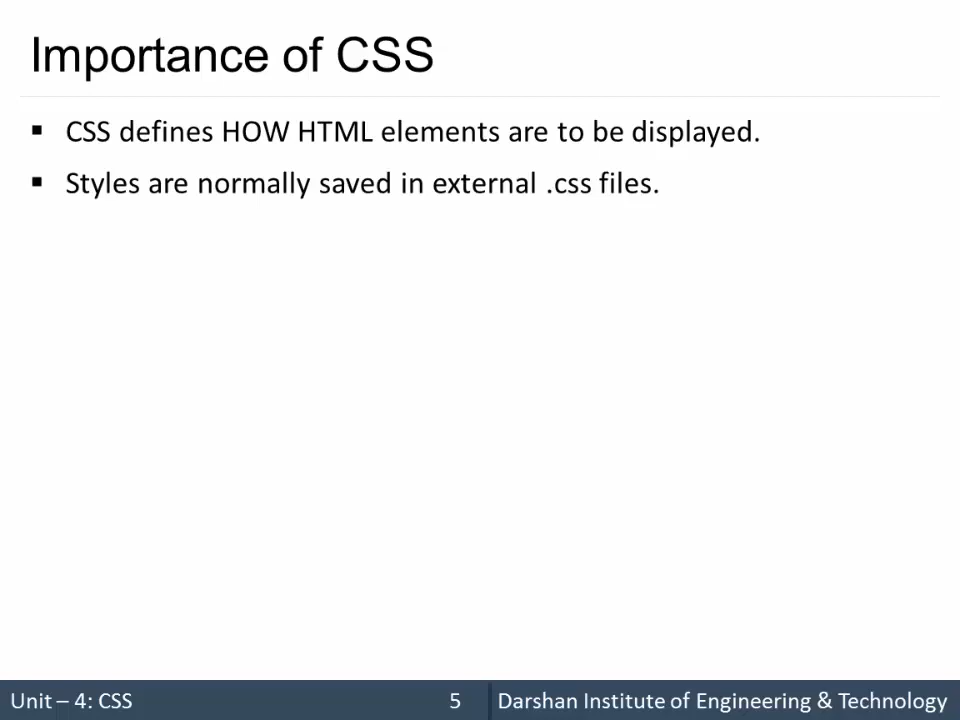 Importance of CSS
▪ CSS defines HOW HTML elements are to be displayed.
▪ Styles are normally saved in external .css files.
Unit – 4: CSS 5 Darshan Institute of Engineering & Technology